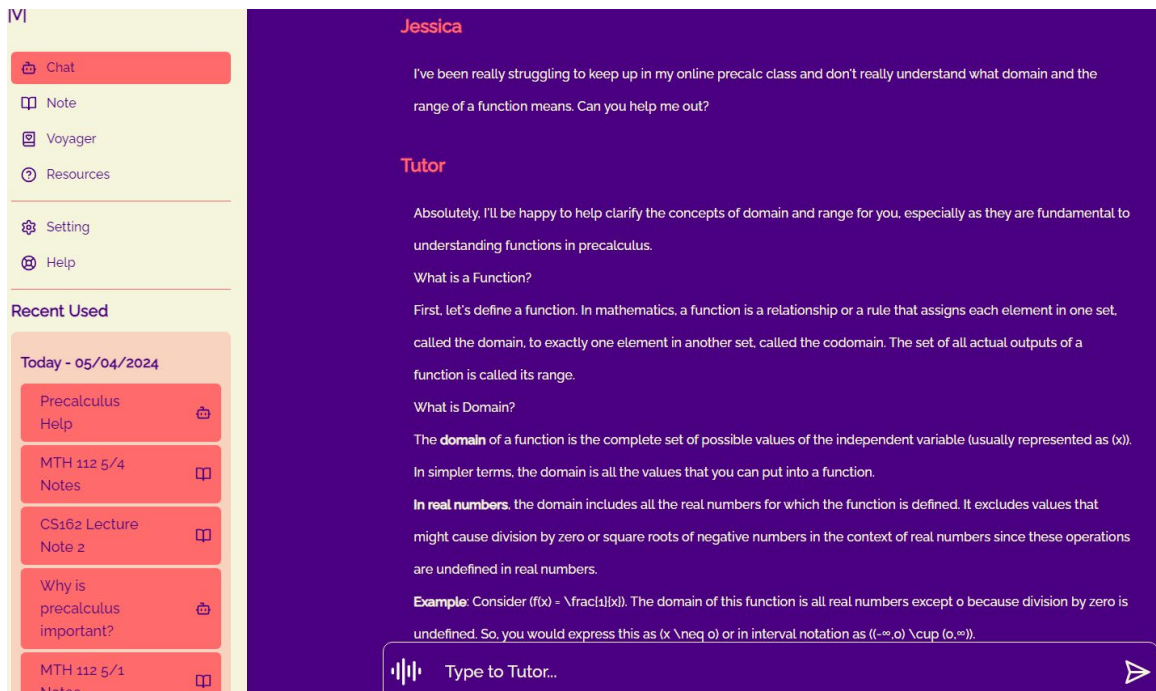 |V|
Chat
Note
Voyager
Resources
Setting
Help
Recent Used
Today - 05/04/2024
Precalculus
Help
MTH 112 5/4
Notes
CS162 Lecture
Note 2
Why is
precalculus
important?
MTH 112 5/1
Notes
Jessica
I've been really struggling to keep up in my online precalc class and don't really understand what domain and the
range of a function means. Can you help me out?
Tutor
Absolutely, I'll be happy to help clarify the concepts of domain and range for you, especially as they are fundamental to
understanding functions in precalculus.
What is a Function?
First, let's define a function. In mathematics, a function is a relationship or a rule that assigns each element in one set,
called the domain, to exactly one element in another set, called the codomain. The set of all actual outputs of a
function is called its range.
What is Domain?
The domain of a function is the complete set of possible values of the independent variable (usually represented as (x)).
In simpler terms, the domain is all the values that you can put into a function.
In real numbers, the domain includes all the real numbers for which the function is defined. It excludes values that
might cause division by zero or square roots of negative numbers in the context of real numbers since these operations
are undefined in real numbers.
Example: Consider (f(x) = \frac{1}{x}). The domain of this function is all real numbers except 0 because division by zero is
undefined. So, you would express this as (x \neq 0) or in interval notation as ((-∞,0) \cup (0,∞)).
Type to Tutor...